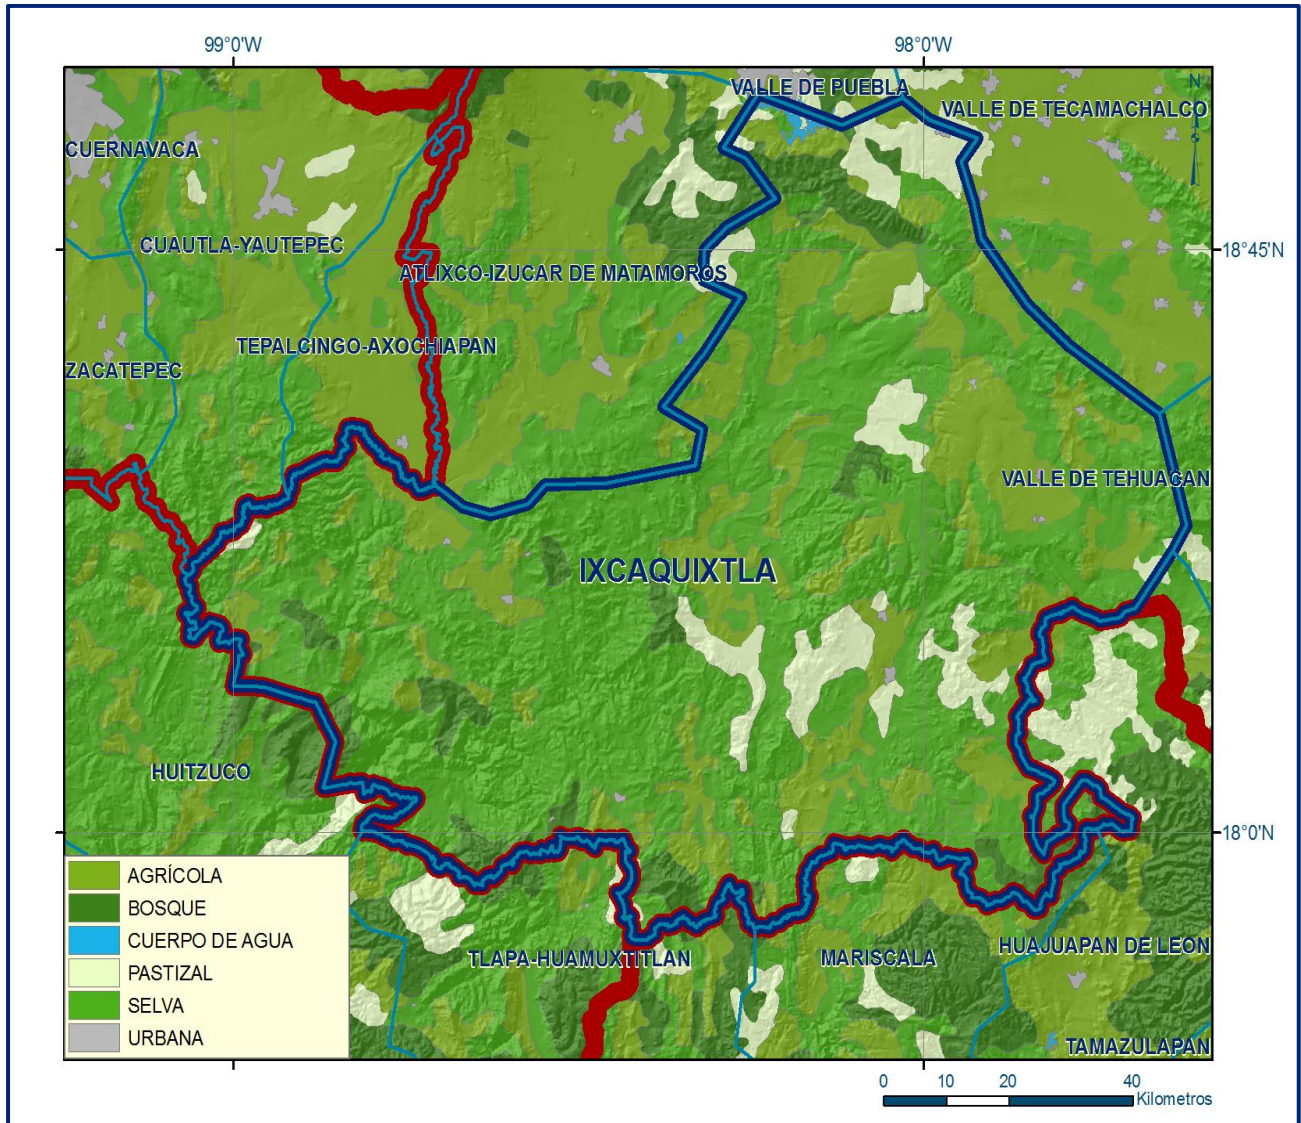 99°0'W
98°0'W
VALLE DE PUEBLA
N
VALLE DE TECAMACHALCO
CUERNAVACA
CUAUTLA-YAUTEPEC
18°45'N
ATLIXCO-IZUCAR DE MATAMOROS
TEPALCINGO-AXOCHIAPAN
ZACATEPEC
VALLE DE TEHUACAN
IXCAQUIXTLA
HUITZUCO
18°0'N
AGRÍCOLA
BOSQUE
CUERPO DE AGUA
PASTIZAL
SELVA
URBANA
TLAPA-HUAMUXTITLAN
MARISCALA
HUAJUAPAN DE LEON
TAMAZULAPAN
0 10 20 40
Kilometros